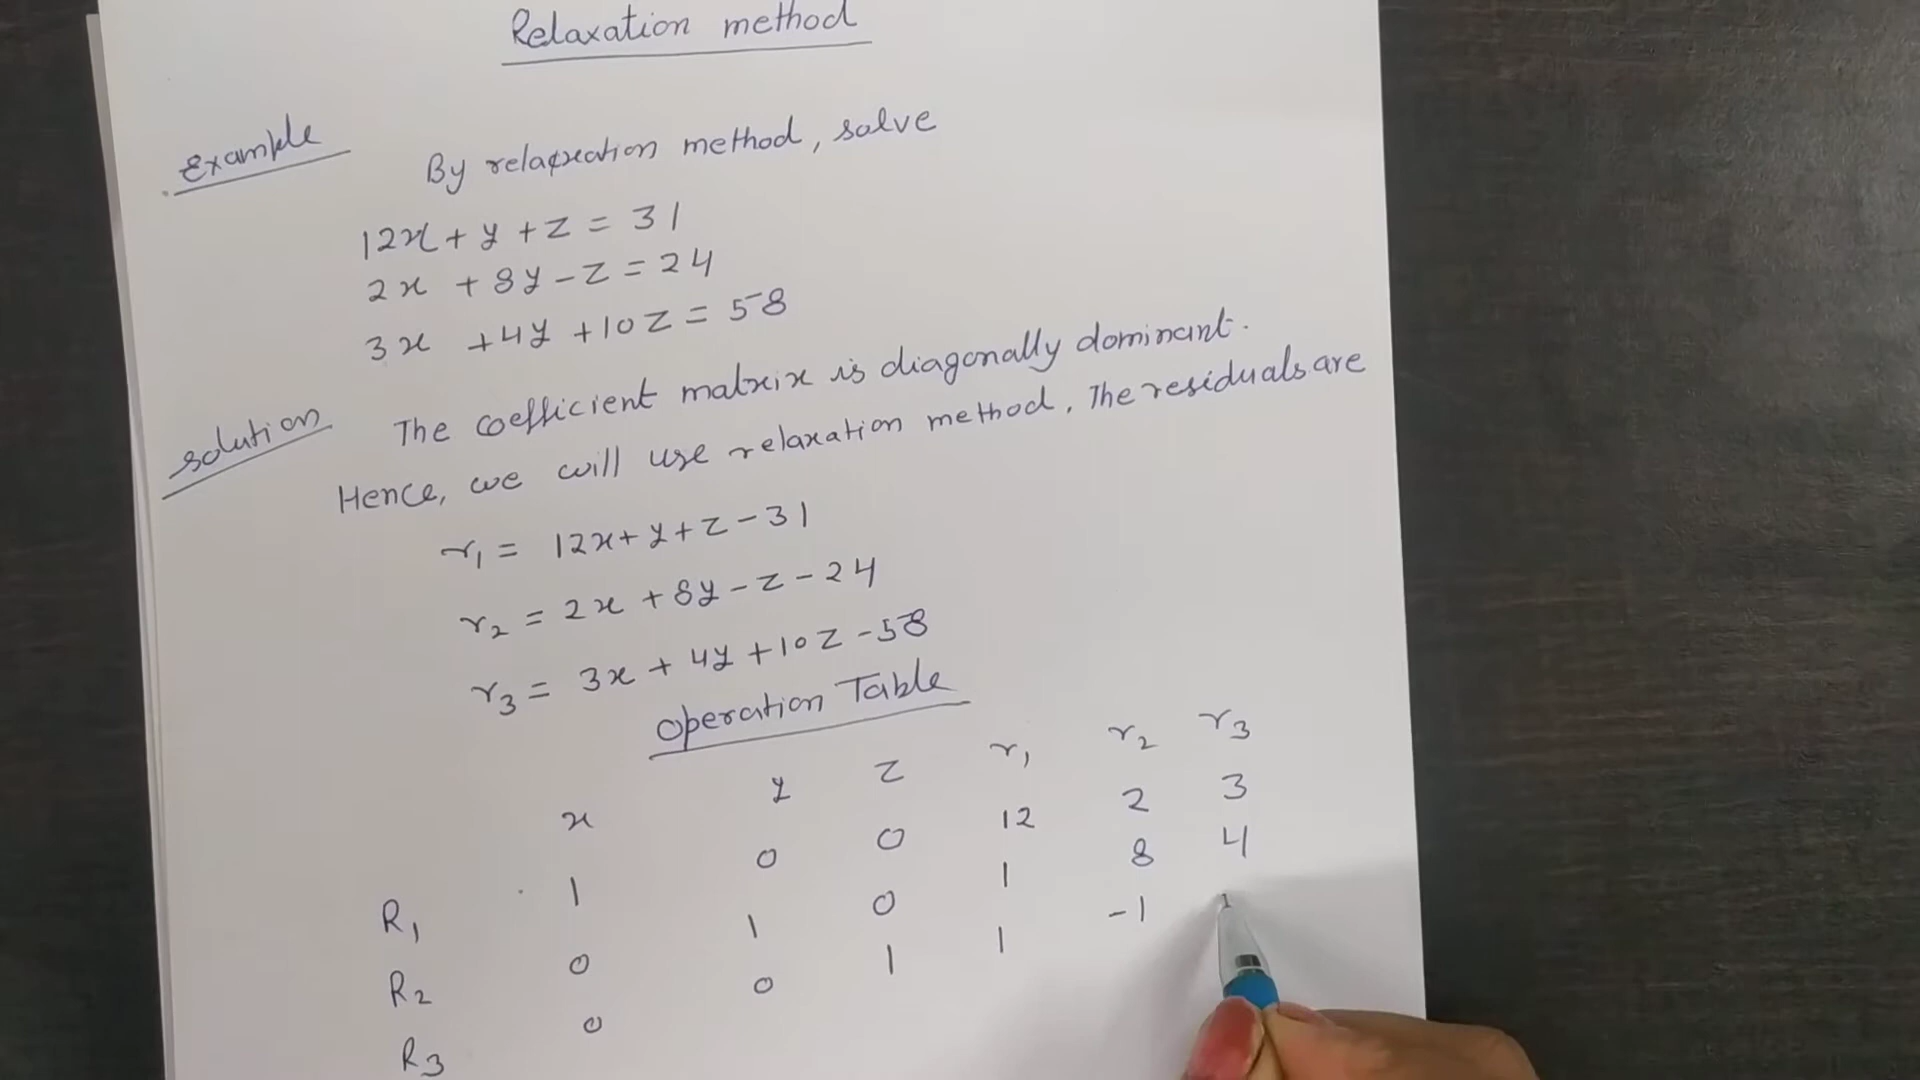 Relaxation method
Example
By relaxation method, solve
12x + y + z = 31
2x + 8y - z = 24
3x + 4y + 10z = 58
Solution
The coefficient matrix is diagonally dominant.
Hence, we will use relaxation method. The residuals are
r₁ = 12x + y + z - 31
r₂ = 2x + 8y - z - 24
r₃ = 3x + 4y + 10z - 58
Operation Table
x y z r₁ r₂ r₃
R₁ 1 0 0 12 2 3
R₂ 0 1 0 1 8 4
R₃ 0 0 1 1 -1 1